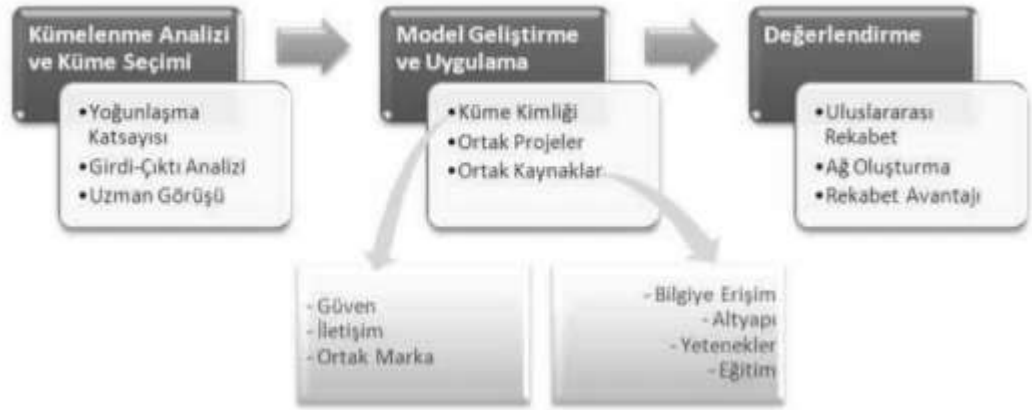 Kümelenme Analizi
ve Küme Seçimi
•Yoğunlaşma
Katsayısı
•Girdi-Çıktı Analizi
•Uzman Görüşü
Model Geliştirme
ve Uygulama
•Küme Kimliği
•Ortak Projeler
•Ortak Kaynaklar
Değerlendirme
•Uluslararası
Rekabet
•Ağ Oluşturma
•Rekabet Avantajı
- Güven
- İletişim
- Ortak Marka
- Bilgiye Erişim
- Altyapı
- Yetenekler
- Eğitim